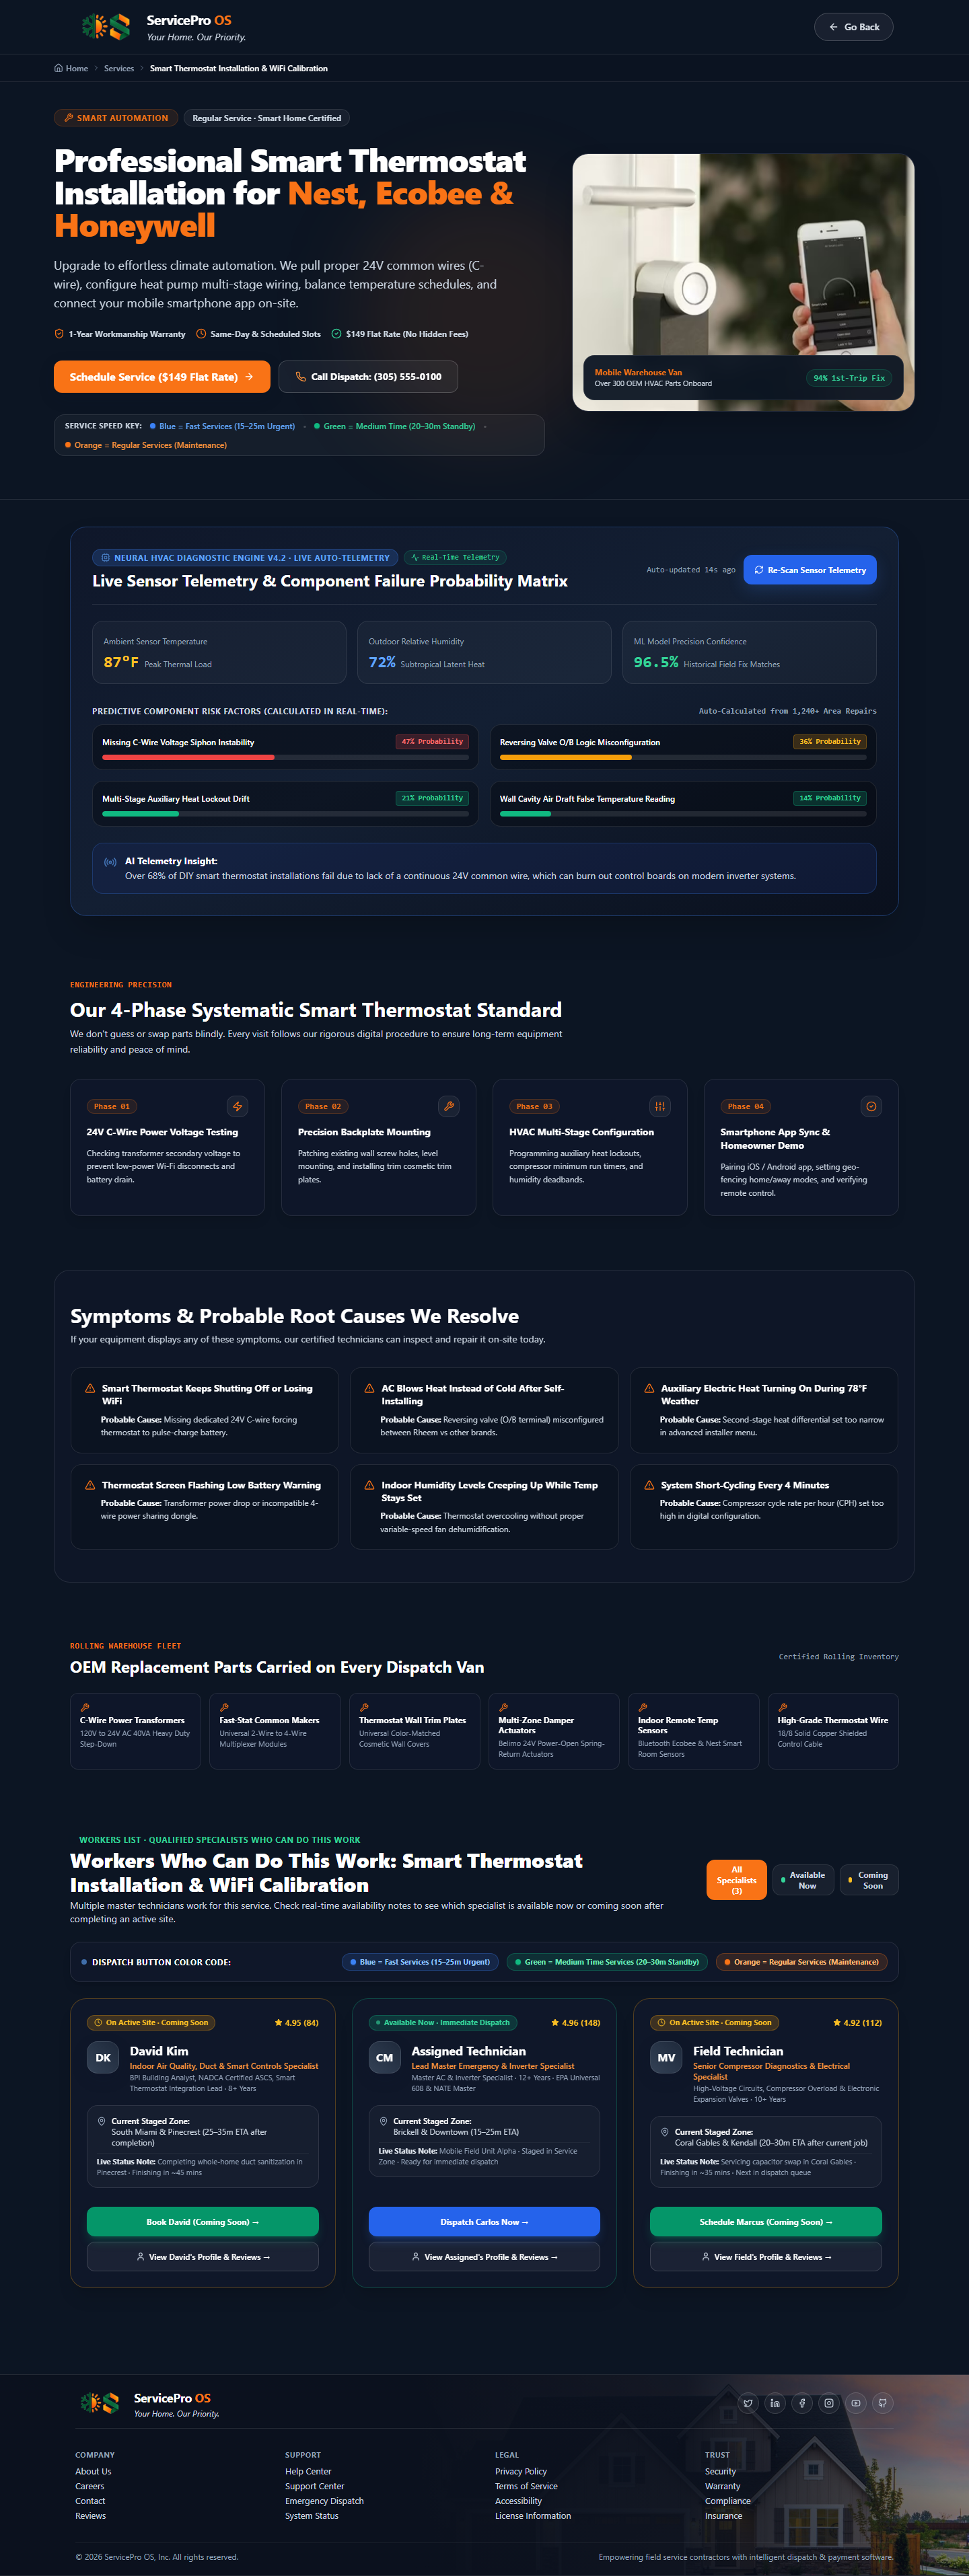 ServicePro OS
Your Home. Our Priority.
Go Back
Home
Services
Smart Thermostat Installation & WiFi Calibration
SMART AUTOMATION
Regular Service · Smart Home Certified
Professional Smart Thermostat
Installation for Nest, Ecobee &
Honeywell
Upgrade to effortless climate automation. We pull proper 24V common wires (C-
wire), configure heat pump multi-stage wiring, balance temperature schedules, and
connect your mobile smartphone app on-site.
1-Year Workmanship Warranty
Same-Day & Scheduled Slots
$149 Flat Rate (No Hidden Fees)
Schedule Service ($149 Flat Rate)
Call Dispatch: (305) 555-0100
SERVICE SPEED KEY:
Blue = Fast Services (15–25m Urgent)
Green = Medium Time (20–30m Standby)
Orange = Regular Services (Maintenance)
Mobile Warehouse Van
Over 300 OEM HVAC Parts Onboard
94% 1st-Trip Fix
NEURAL HVAC DIAGNOSTIC ENGINE V4.2 · LIVE AUTO-TELEMETRY
Real-Time Telemetry
Live Sensor Telemetry & Component Failure Probability Matrix
Auto-updated 14s ago
Re-Scan Sensor Telemetry
Ambient Sensor Temperature
87°F Peak Thermal Load
Outdoor Relative Humidity
72% Subtropical Latent Heat
ML Model Precision Confidence
96.5% Historical Field Fix Matches
PREDICTIVE COMPONENT RISK FACTORS (CALCULATED IN REAL-TIME):
Auto-Calculated from 1,240+ Area Repairs
Missing C-Wire Voltage Siphon Instability
47% Probability
Reversing Valve O/B Logic Misconfiguration
36% Probability
Multi-Stage Auxiliary Heat Lockout Drift
21% Probability
Wall Cavity Air Draft False Temperature Reading
14% Probability
AI Telemetry Insight:
Over 68% of DIY smart thermostat installations fail due to lack of a continuous 24V common wire, which can burn out control boards on modern inverter systems.
ENGINEERING PRECISION
Our 4-Phase Systematic Smart Thermostat Standard
We don't guess or swap parts blindly. Every visit follows our rigorous digital procedure to ensure long-term equipment
reliability and peace of mind.
Phase 01
24V C-Wire Power Voltage Testing
Checking transformer secondary voltage to
prevent low-power Wi-Fi disconnects and
battery drain.
Phase 02
Precision Backplate Mounting
Patching existing wall screw holes, level
mounting, and installing trim cosmetic trim
plates.
Phase 03
HVAC Multi-Stage Configuration
Programming auxiliary heat lockouts,
compressor minimum run timers, and
humidity deadbands.
Phase 04
Smartphone App Sync &
Homeowner Demo
Pairing iOS / Android app, setting geo-
fencing home/away modes, and verifying
remote control.
Symptoms & Probable Root Causes We Resolve
If your equipment displays any of these symptoms, our certified technicians can inspect and repair it on-site today.
Smart Thermostat Keeps Shutting Off or Losing
WiFi
Probable Cause: Missing dedicated 24V C-wire forcing
thermostat to pulse-charge battery.
AC Blows Heat Instead of Cold After Self-
Installing
Probable Cause: Reversing valve (O/B terminal) misconfigured
between Rheem vs other brands.
Auxiliary Electric Heat Turning On During 78°F
Weather
Probable Cause: Second-stage heat differential set too narrow
in advanced installer menu.
Thermostat Screen Flashing Low Battery Warning
Probable Cause: Transformer power drop or incompatible 4-
wire power sharing dongle.
Indoor Humidity Levels Creeping Up While Temp
Stays Set
Probable Cause: Thermostat overcooling without proper
variable-speed fan dehumidification.
System Short-Cycling Every 4 Minutes
Probable Cause: Compressor cycle rate per hour (CPH) set too
high in digital configuration.
ROLLING WAREHOUSE FLEET
OEM Replacement Parts Carried on Every Dispatch Van
Certified Rolling Inventory
C-Wire Power Transformers
120V to 24V AC 40VA Heavy Duty
Step-Down
Fast-Stat Common Makers
Universal 2-Wire to 4-Wire
Multiplexer Modules
Thermostat Wall Trim Plates
Universal Color-Matched
Cosmetic Wall Covers
Multi-Zone Damper
Actuators
Belimo 24V Power-Open Spring-
Return Actuators
Indoor Remote Temp
Sensors
Bluetooth Ecobee & Nest Smart
Room Sensors
High-Grade Thermostat Wire
18/8 Solid Copper Shielded
Control Cable
WORKERS LIST · QUALIFIED SPECIALISTS WHO CAN DO THIS WORK
Workers Who Can Do This Work: Smart Thermostat
Installation & WiFi Calibration
Multiple master technicians work for this service. Check real-time availability notes to see which specialist is available now or coming soon after
completing an active site.
All
Specialists
(3)
Available
Now
Coming
Soon
DISPATCH BUTTON COLOR CODE:
Blue = Fast Services (15–25m Urgent)
Green = Medium Time Services (20–30m Standby)
Orange = Regular Services (Maintenance)
On Active Site · Coming Soon
4.95 (84)
DK
David Kim
Indoor Air Quality, Duct & Smart Controls Specialist
BPI Building Analyst, NADCA Certified ASCS, Smart
Thermostat Integration Lead · 8+ Years
Current Staged Zone:
South Miami & Pinecrest (25–35m ETA after
completion)
Live Status Note: Completing whole-home duct sanitization in
Pinecrest · Finishing in ~45 mins
Book David (Coming Soon) →
View David's Profile & Reviews →
Available Now · Immediate Dispatch
4.96 (148)
CM
Assigned Technician
Lead Master Emergency & Inverter Specialist
Master AC & Inverter Specialist · 12+ Years · EPA Universal
608 & NATE Master
Current Staged Zone:
Brickell & Downtown (15–25m ETA)
Live Status Note: Mobile Field Unit Alpha · Staged in Service
Zone · Ready for immediate dispatch
Dispatch Carlos Now →
View Assigned's Profile & Reviews →
On Active Site · Coming Soon
4.92 (112)
MV
Field Technician
Senior Compressor Diagnostics & Electrical
Specialist
High-Voltage Circuits, Compressor Overload & Electronic
Expansion Valves · 10+ Years
Current Staged Zone:
Coral Gables & Kendall (20–30m ETA after current job)
Live Status Note: Servicing capacitor swap in Coral Gables ·
Finishing in ~35 mins · Next in dispatch queue
Schedule Marcus (Coming Soon) →
View Field's Profile & Reviews →
ServicePro OS
Your Home. Our Priority.
COMPANY
About Us
Careers
Contact
Reviews
SUPPORT
Help Center
Support Center
Emergency Dispatch
System Status
LEGAL
Privacy Policy
Terms of Service
Accessibility
License Information
TRUST
Security
Warranty
Compliance
Insurance
© 2026 ServicePro OS, Inc. All rights reserved.
Empowering field service contractors with intelligent dispatch & payment software.